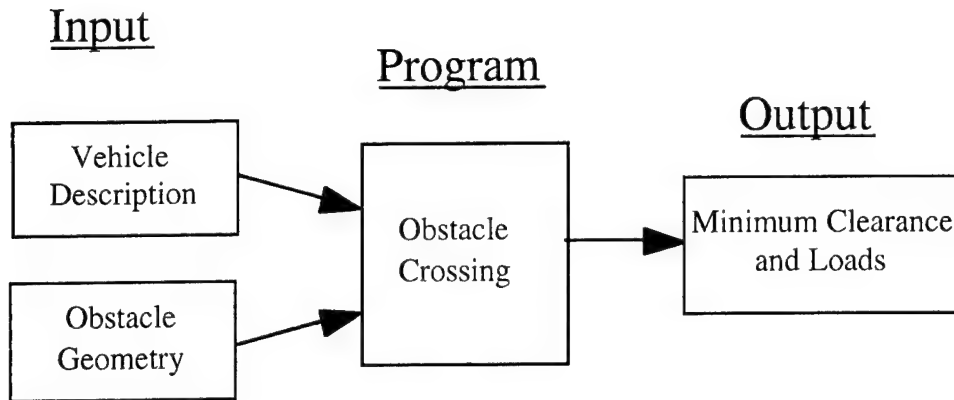 Input
Vehicle
Description
Obstacle
Geometry
Program
Obstacle
Crossing
Output
Minimum Clearance
and Loads